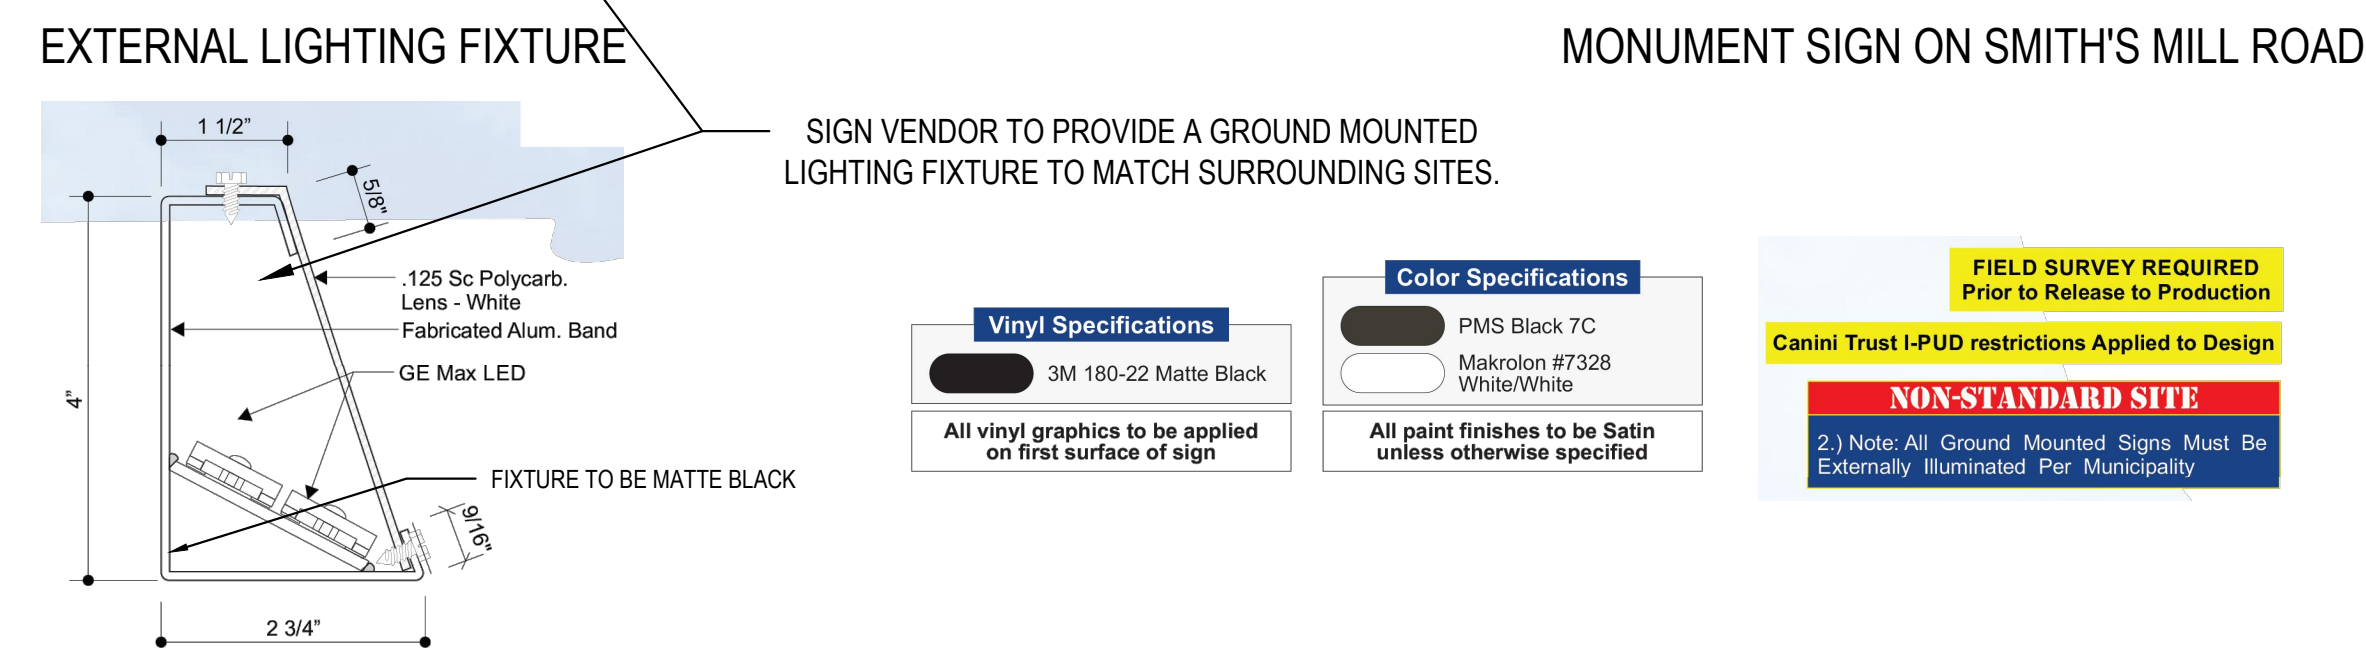 EXTERNAL LIGHTING FIXTURE
MONUMENT SIGN ON SMITH'S MILL ROAD
1 1/2”
5/8"
SIGN VENDOR TO PROVIDE A GROUND MOUNTED
LIGHTING FIXTURE TO MATCH SURROUNDING SITES.
.125 Sc Polycarb.
Lens - White
Fabricated Alum. Band
GE Max LED
4”
FIXTURE TO BE MATTE BLACK
9/16"
2 3/4”
Vinyl Specifications
3M 180-22 Matte Black
All vinyl graphics to be applied
on first surface of sign
Color Specifications
PMS Black 7C
Makrolon #7328
White/White
All paint finishes to be Satin
unless otherwise specified
FIELD SURVEY REQUIRED
Prior to Release to Production
Canini Trust I-PUD restrictions Applied to Design
NON-STANDARD SITE
2.) Note: All Ground Mounted Signs Must Be
Externally Illuminated Per Municipality